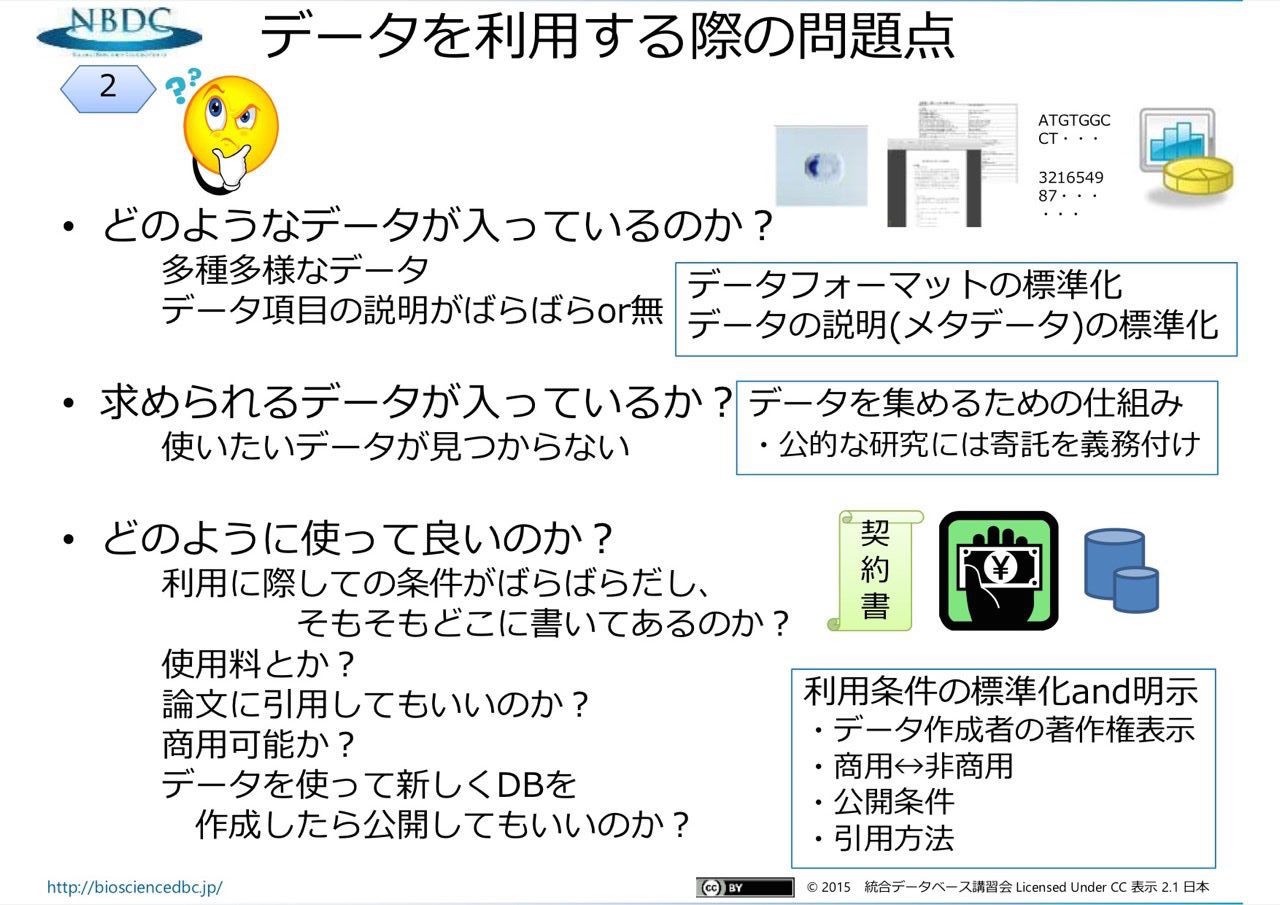 NBDC
データを利用する際の問題点
2
??
ATGTGGC
CT・・・
3216549
87・・・
・・・
• どのようなデータが入っているのか？
多種多様なデータ
データ項目の説明がばらばらor無
データフォーマットの標準化
データの説明(メタデータ)の標準化
• 求められるデータが入っているか？
使いたいデータが見つからない
データを集めるための仕組み
・公的な研究には寄託を義務付け
• どのように使って良いのか？
利用に際しての条件がばらばらだし、
そもそもどこに書いてあるのか？
使用料とか？
論文に引用してもいいのか？
商用可能か？
データを使って新しくDBを
作成したら公開してもいいのか？
契
約
書
¥
利用条件の標準化and明示
・データ作成者の著作権表示
・商用↔非商用
・公開条件
・引用方法
http://biosciencedbc.jp/
cc BY
© 2015　統合データベース講習会 Licensed Under CC 表示 2.1 日本